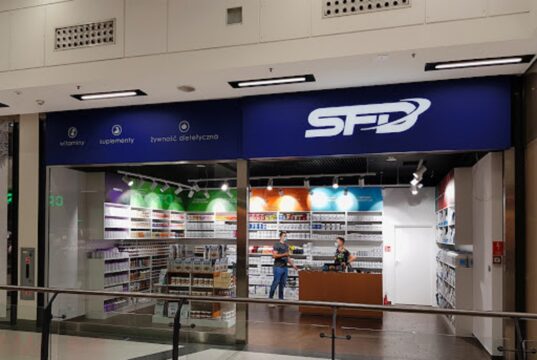 SFD
witaminy
suplementy
żywność dietetyczna